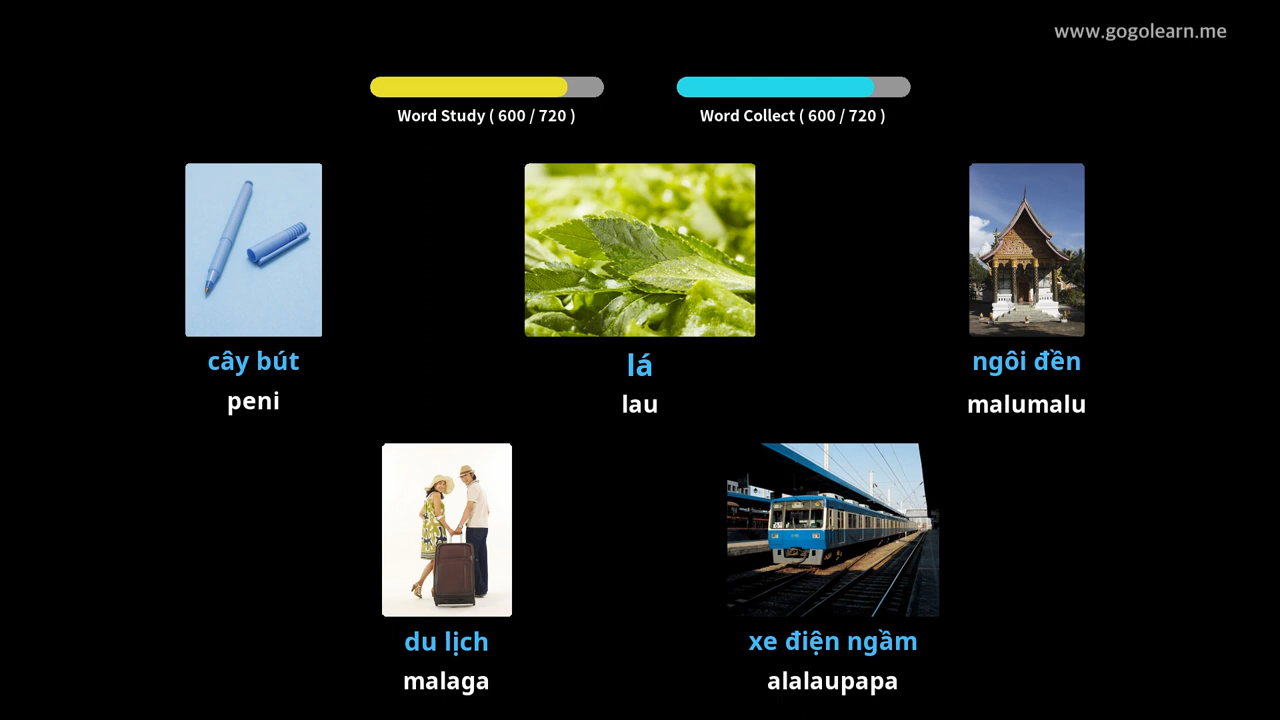 www.gogolearn.me
Word Study ( 600 / 720 )
Word Collect ( 600 / 720 )
cây bút
peni
lá
lau
ngôi đền
malumalu
du lịch
malaga
xe điện ngầm
alalaupapa